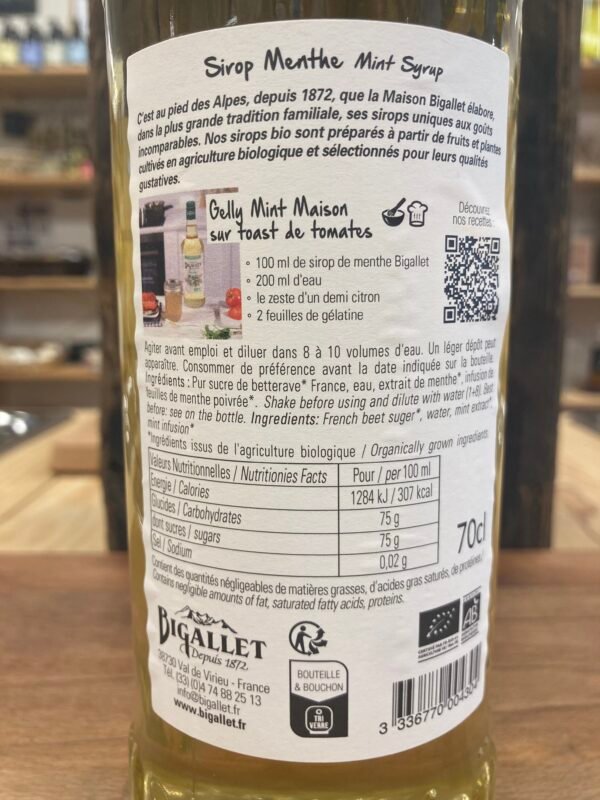 Sirop Menthe Mint Syrup
C'est au pied des Alpes, depuis 1872, que la Maison Bigallet élabore,
dans la plus grande tradition familiale, ses sirops uniques aux goûts
incomparables. Nos sirops bio sont préparés à partir de fruits et plantes
cultivés en agriculture biologique et sélectionnés pour leurs qualités
gustatives.
Gelly Mint Maison
sur toast de tomates
Découvrez
nos recettes
• 100 ml de sirop de menthe Bigallet
• 200 ml d'eau
• le zeste d'un demi citron
• 2 feuilles de gélatine
Agiter avant emploi et diluer dans 8 à 10 volumes d'eau. Un léger dépôt peut
apparaître. Consommer de préférence avant la date indiquée sur la bouteille.
Ingrédients : Pur sucre de betterave* France, eau, extrait de menthe*, infusion de
feuilles de menthe poivrée*. Shake before using and dilute with water (1+8). Best
before: see on the bottle. Ingredients: French beet suger*, water, mint extract*,
mint infusion*
*Ingrédients issus de l'agriculture biologique / Organically grown ingredients.
Valeurs Nutritionnelles / Nutritionies Facts Pour / per 100 ml
Energie / Calories 1284 kJ / 307 kcal
Glucides / Carbohydrates 75 g
dont sucres / sugars 75 g
Sel / Sodium 0,02 g
70cl
Contient des quantités négligeables de matières grasses, d'acides gras saturés, de protéines /
Contains negligible amounts of fat, saturated fatty acids, proteins.
BIGALLET
Depuis 1872
38730 Val de Virieu - France
Tél. (33) (0)4 74 88 25 13
info@bigallet.fr
www.bigallet.fr
BOUTEILLE
& BOUCHON
TRI
VERRE
AB
3 336770 00430